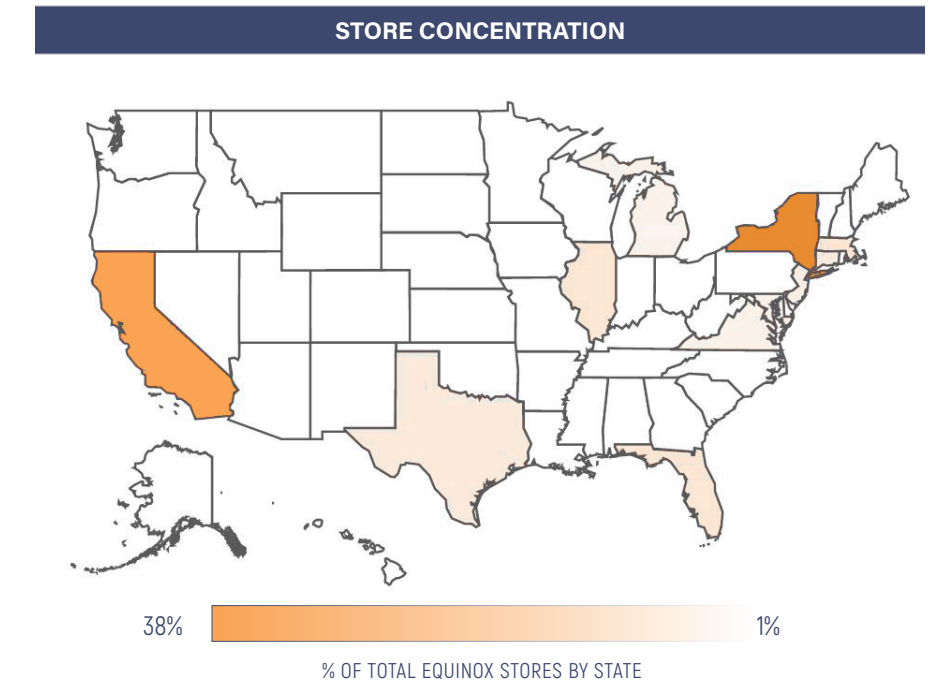 STORE CONCENTRATION
38%
1%
% OF TOTAL EQUINOX STORES BY STATE